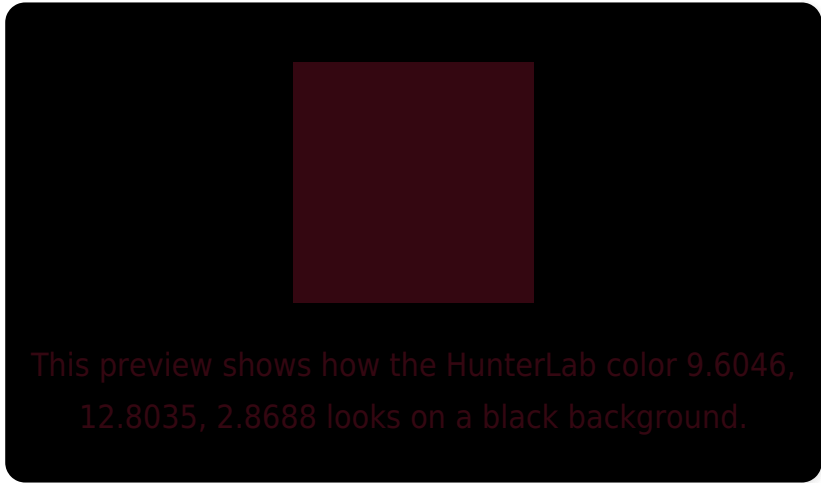 This preview shows how the HunterLab color 9.6046,
12.8035, 2.8688 looks on a black background.